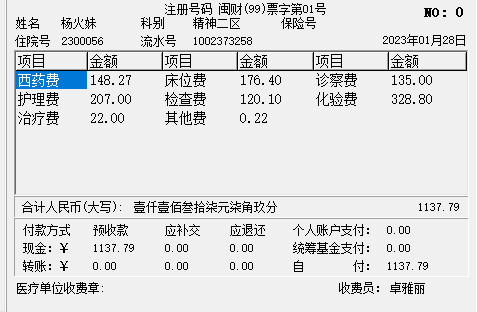 注册号码 闽财(99)票字第01号 NO: 0
姓名 杨火妹 科别 精神二区 保险号
住院号 2300056 流水号 1002373258 2023年01月28日
项目 金额 项目 金额 项目 金额
西药费 148.27 床位费 176.40 诊察费 135.00
护理费 207.00 检查费 120.10 化验费 328.80
治疗费 22.00 其他费 0.22
合计人民币(大写): 壹仟壹佰叁拾柒元柒角玖分 1137.79
付款方式 预收款 应补交 应退还 个人账户支付: 0.00
现金:￥ 1137.79 0.00 0.00 统筹基金支付: 0.00
转账:￥ 0.00 0.00 0.00 自 付: 1137.79
医疗单位收费章: 收费员: 卓雅丽